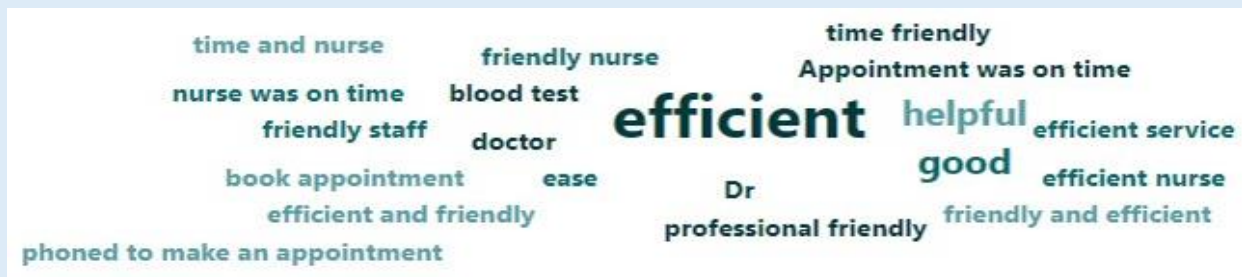 time and nurse
friendly nurse
time friendly
Appointment was on time
nurse was on time
blood test
efficient
helpful
efficient service
friendly staff
doctor
good
book appointment
ease
Dr
efficient nurse
efficient and friendly
professional friendly
friendly and efficient
phoned to make an appointment